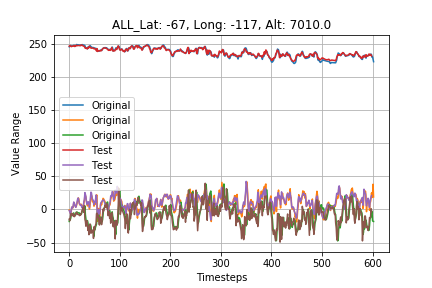 ALL_Lat: -67, Long: -117, Alt: 7010.0
Value Range
250
200
150
100
50
0
−50
Original
Original
Original
Test
Test
Test
0
100
200
300
400
500
600
Timesteps